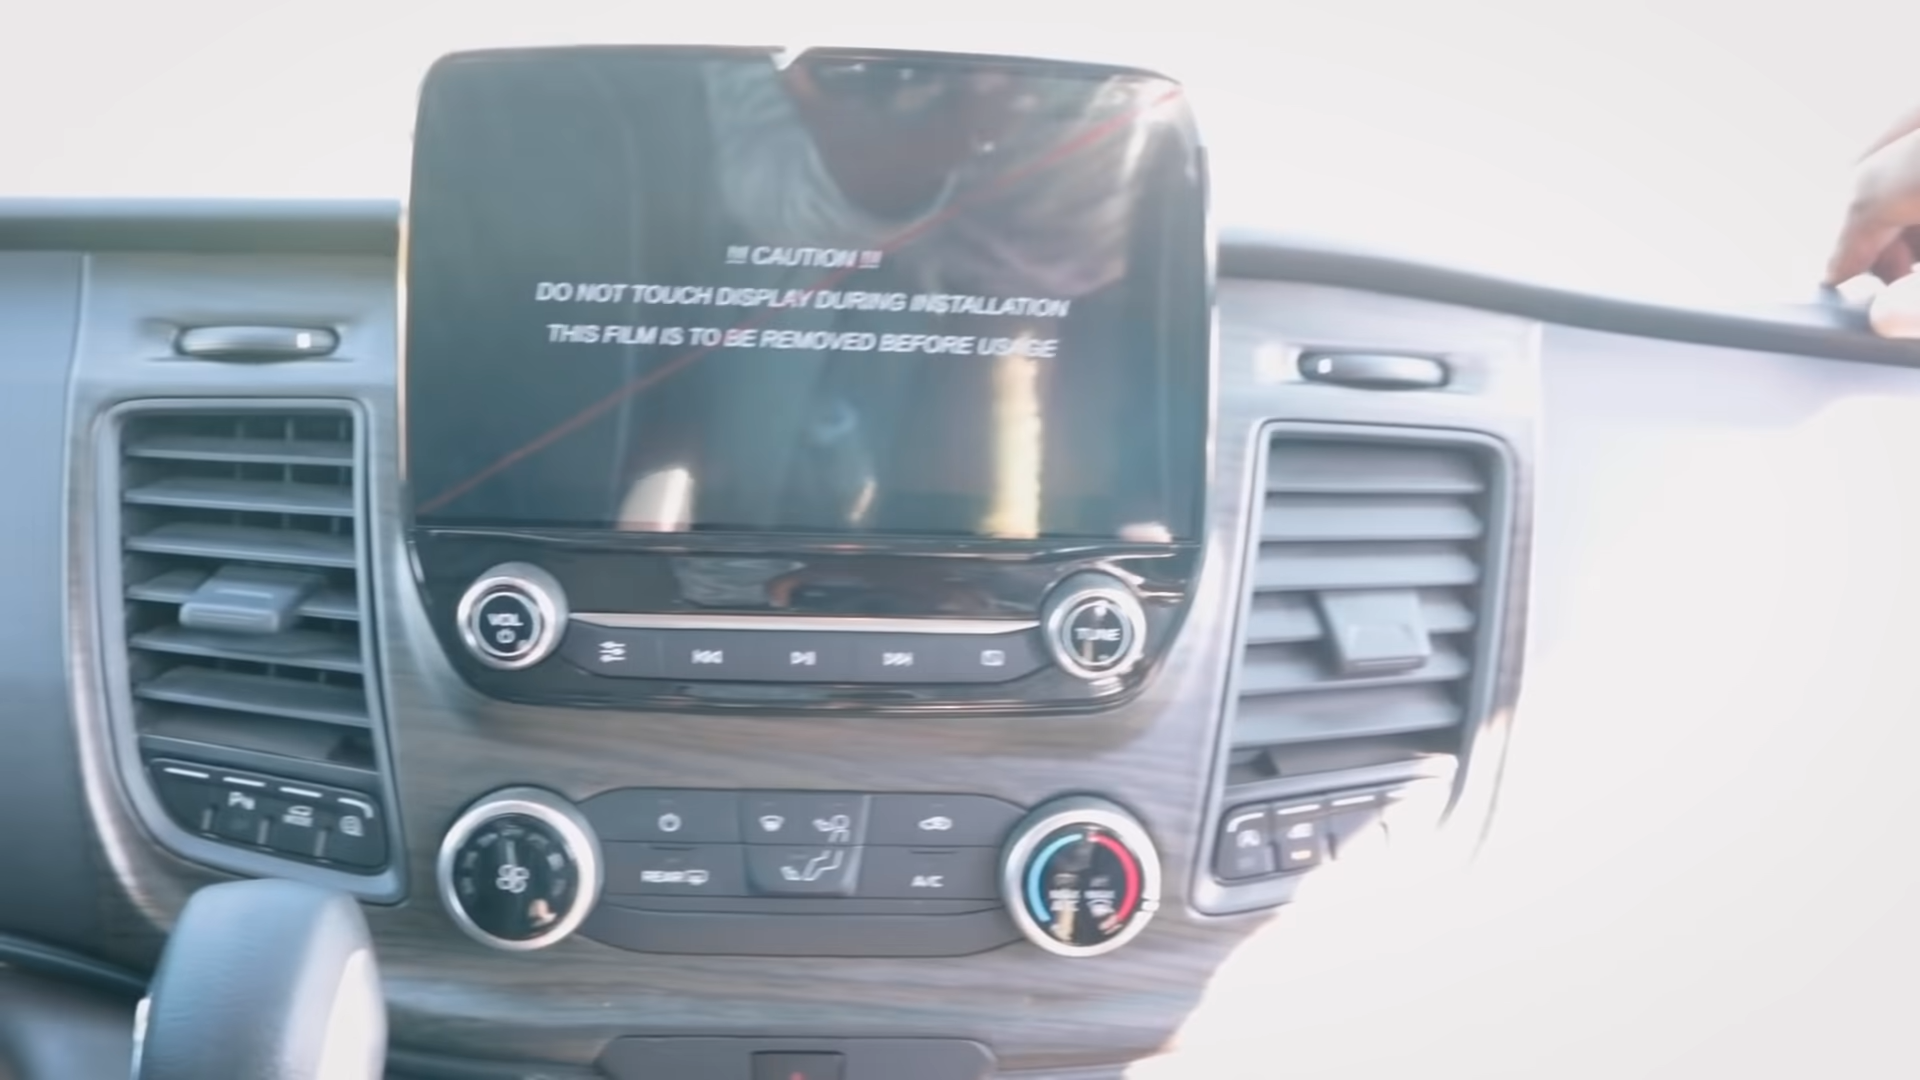 !!! CAUTION !!!
DO NOT TOUCH DISPLAY DURING INSTALLATION
THIS FILM IS TO BE REMOVED BEFORE USAGE
VOL
TUNE
REAR
A/C